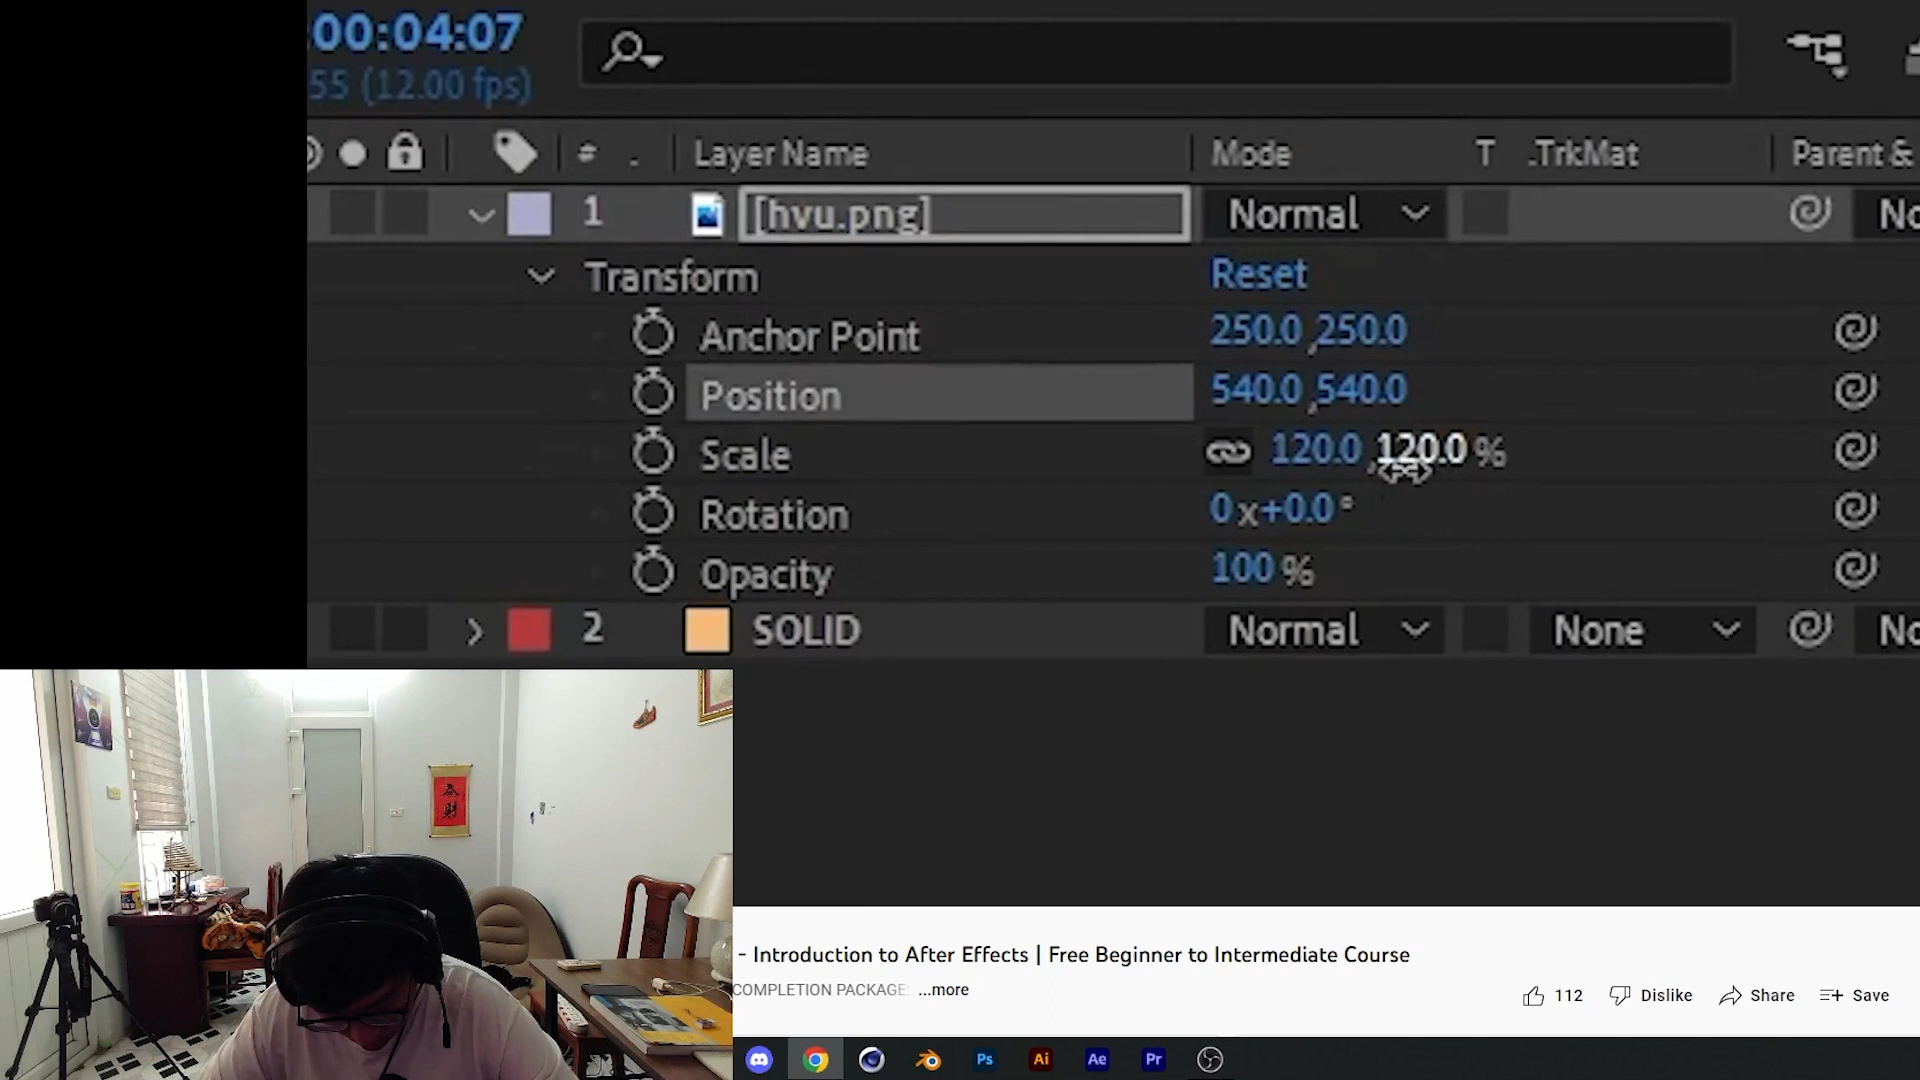 :00:04:07
55 (12.00 fps)
# . Layer Name Mode T .TrkMat Parent &
1 [hvu.png] Normal No
Transform Reset
Anchor Point 250.0 ,250.0
Position 540.0 ,540.0
Scale 120.0 ,120.0 %
Rotation 0 x+0.0 °
Opacity 100 %
2 SOLID Normal None No
- Introduction to After Effects | Free Beginner to Intermediate Course
COMPLETION PACKAGE ...more
112 Dislike Share Save
Ps Ai Ae Pr